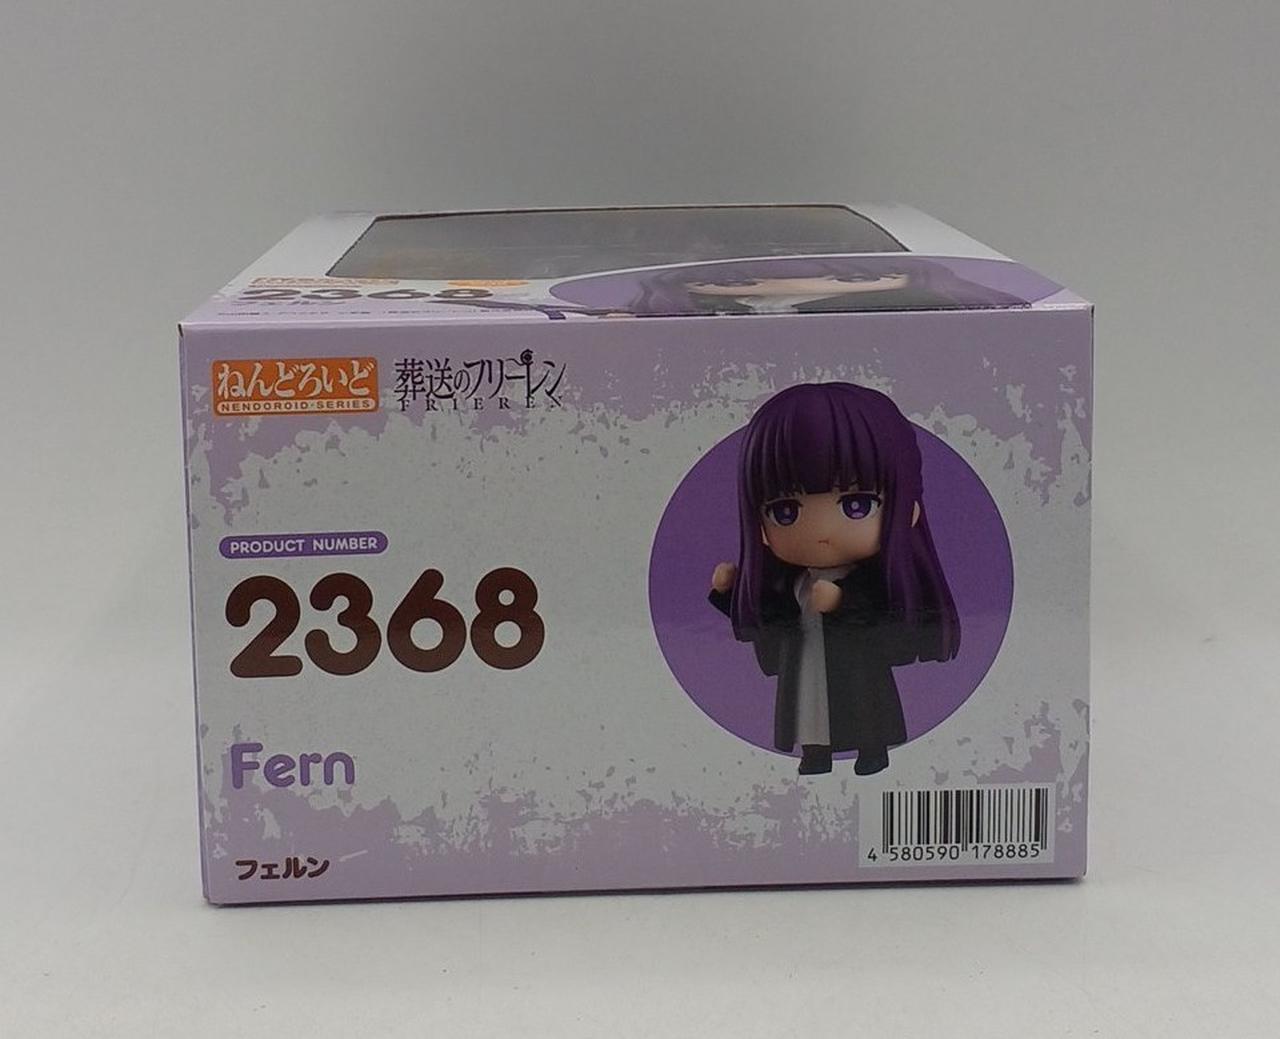 2368
ねんどろいど
NENDOROID·SERIES
葬送のフリーレン
FRIEREN
PRODUCT NUMBER
2368
Fern
フェルン
4 580590 178885